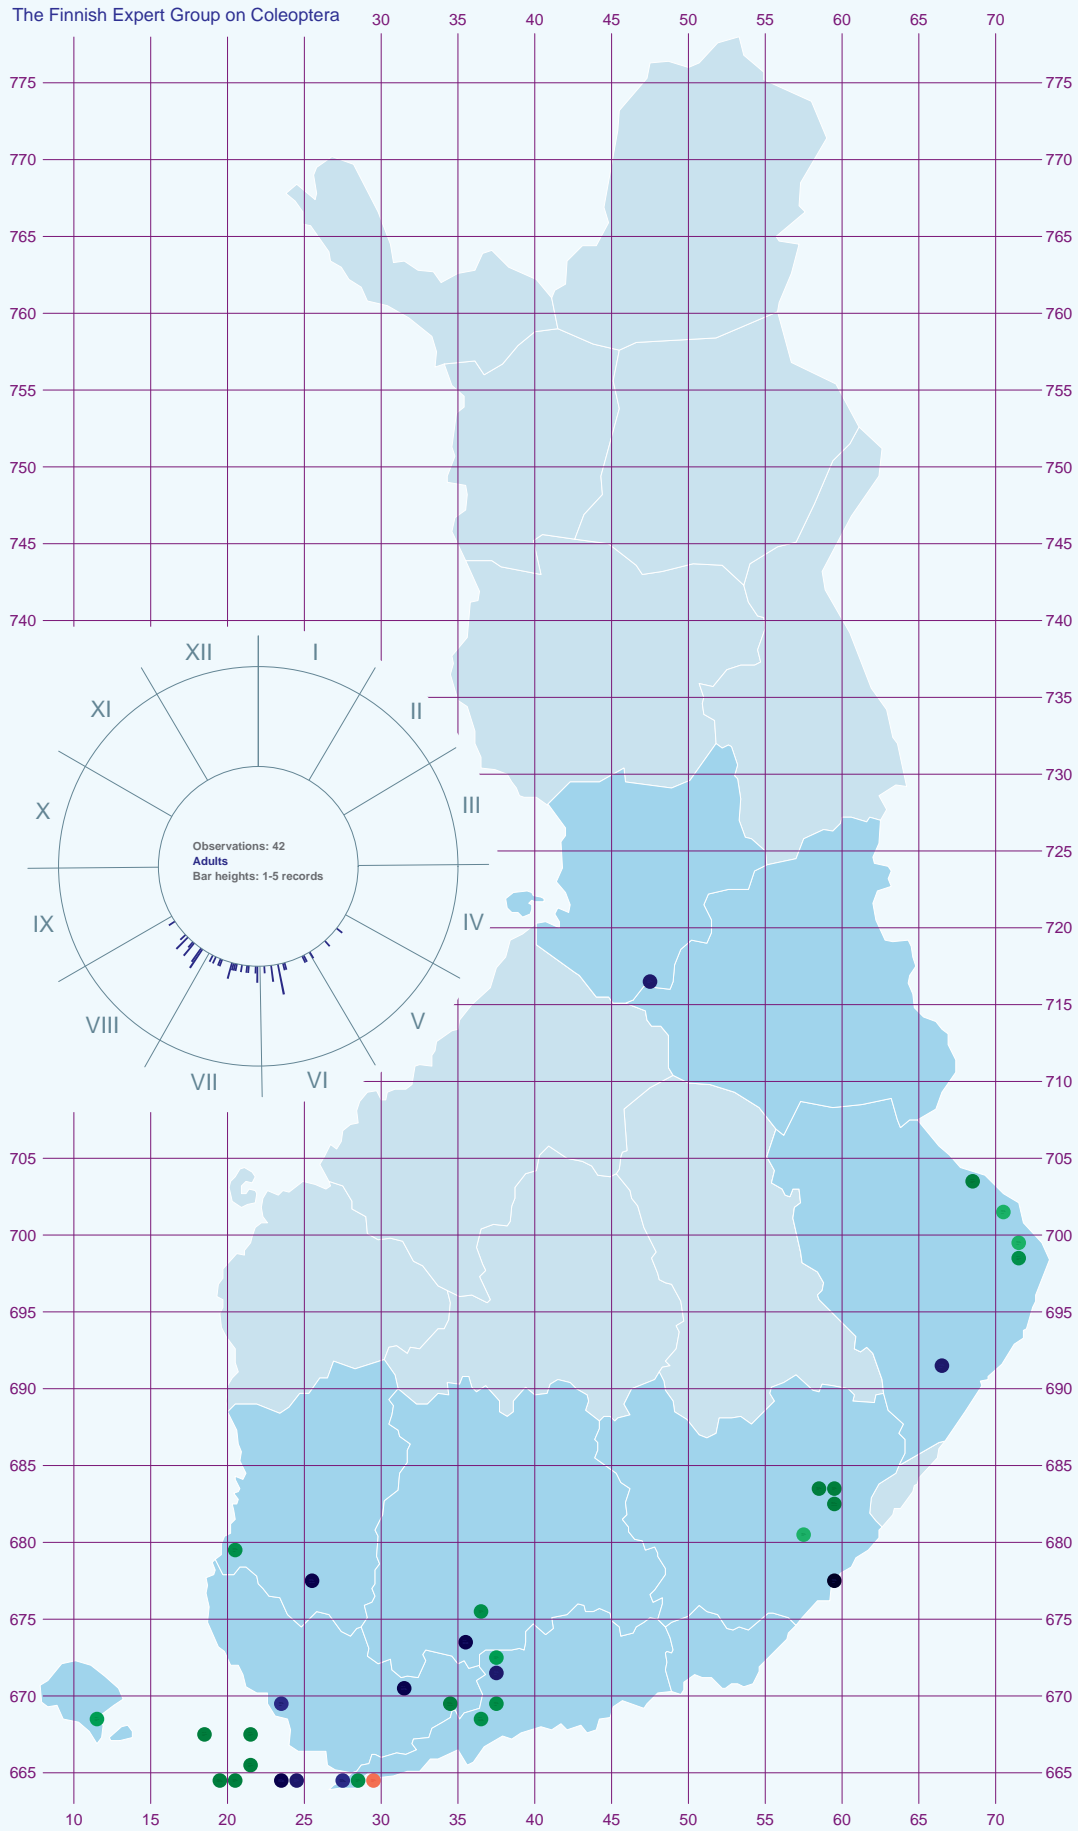 The Finnish Expert Group on Coleoptera
30 35 40 45 50 55 60 65 70
775 775
770 770
765 765
760 760
755 755
750 750
745 745
740 740
XII I
XI II
735
730
X III
Observations: 42
Adults
Bar heights: 1-5 records
725
IX IV
720
715
VIII V
VII VI
710
705 705
700 700
695 695
690 690
685 685
680 680
675 675
670 670
665 665
10 15 20 25 30 35 40 45 50 55 60 65 70